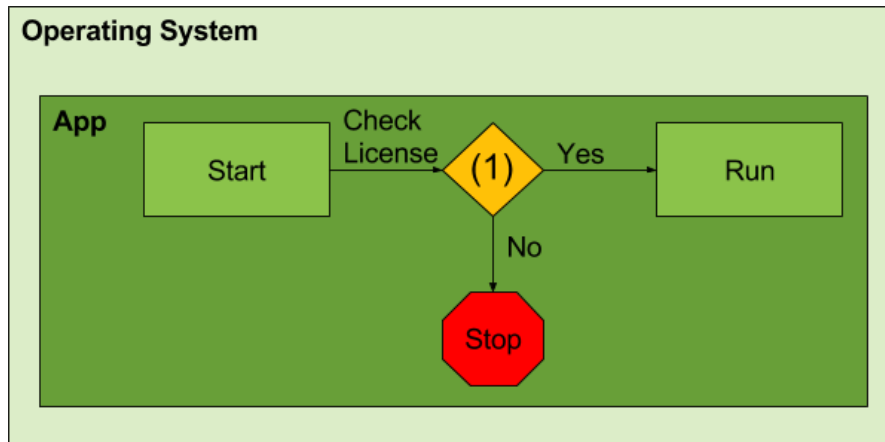 Operating System
App
Start
Check
License
(1)
Yes
Run
No
Stop